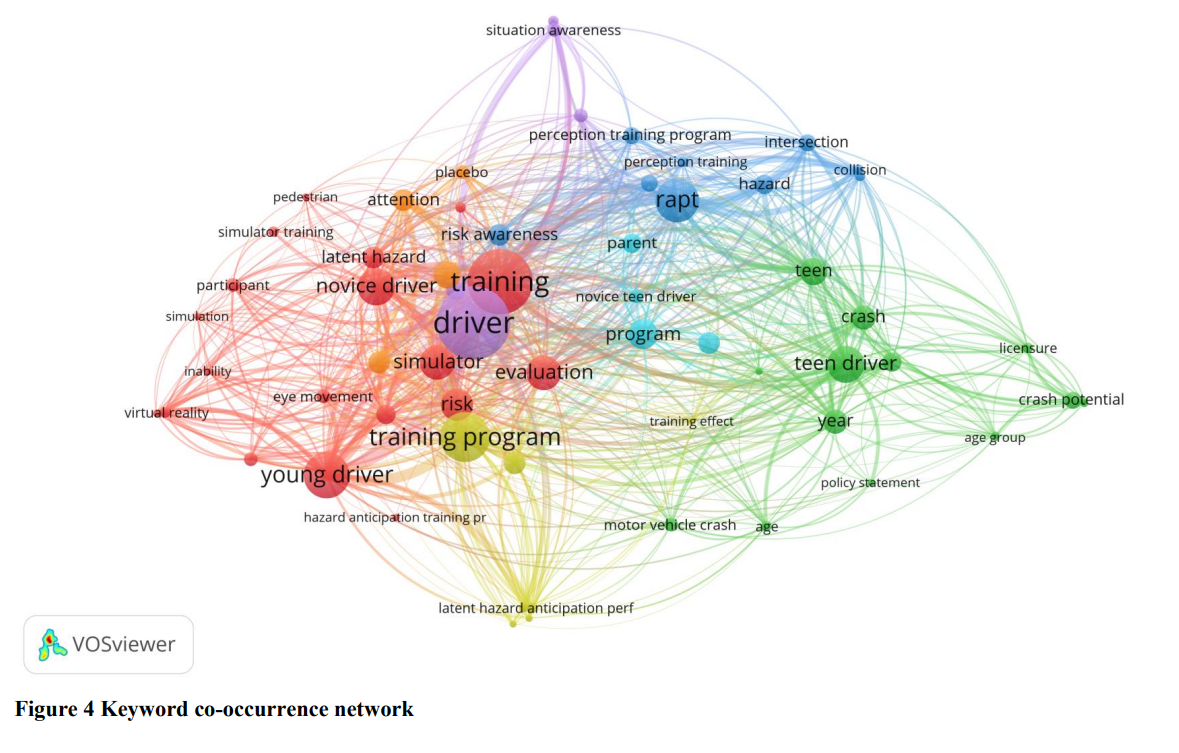 situation awareness
perception training program
intersection
perception training
collision
placebo
hazard
pedestrian
attention
rapt
simulator training
risk awareness
parent
latent hazard
teen
participant
novice driver
training
novice teen driver
simulation
driver
crash
program
licensure
inability
simulator
evaluation
teen driver
eye movement
risk
crash potential
virtual reality
training effect
year
training program
age group
young driver
policy statement
hazard anticipation training pr
motor vehicle crash
age
latent hazard anticipation perf
VOSviewer
Figure 4 Keyword co-occurrence network